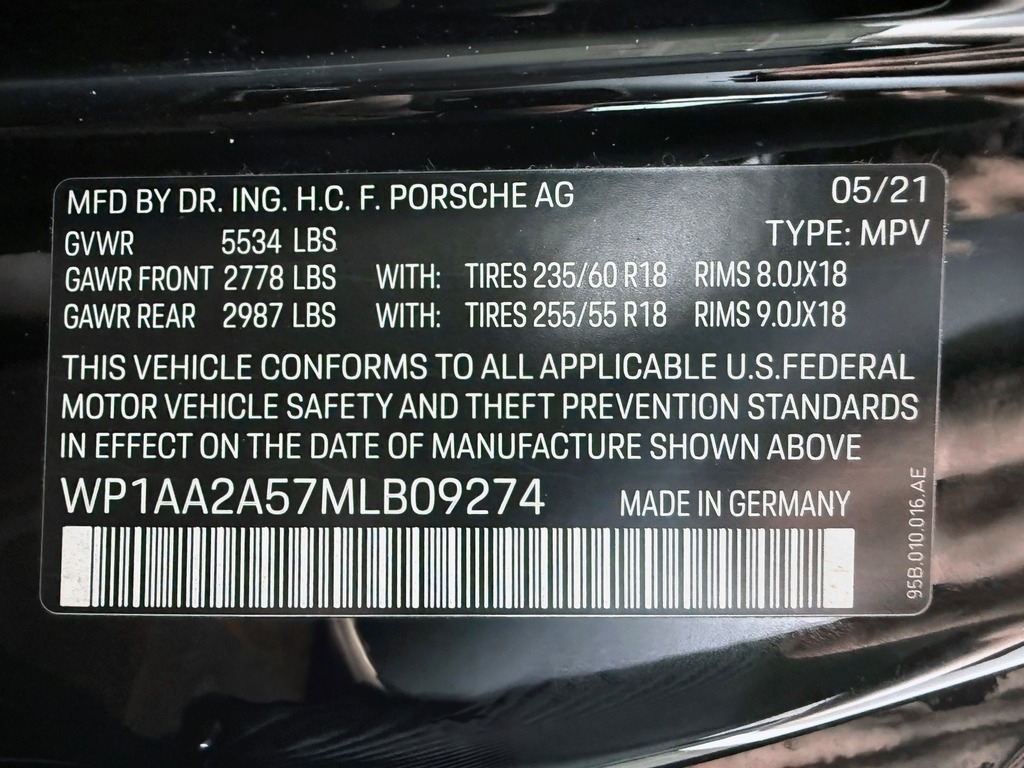 MFD BY DR. ING. H.C. F. PORSCHE AG 05/21
GVWR 5534 LBS TYPE: MPV
GAWR FRONT 2778 LBS WITH: TIRES 235/60 R18 RIMS 8.0JX18
GAWR REAR 2987 LBS WITH: TIRES 255/55 R18 RIMS 9.0JX18
THIS VEHICLE CONFORMS TO ALL APPLICABLE U.S.FEDERAL
MOTOR VEHICLE SAFETY AND THEFT PREVENTION STANDARDS
IN EFFECT ON THE DATE OF MANUFACTURE SHOWN ABOVE
WP1AA2A57MLB09274 MADE IN GERMANY
95B.010.016.AE